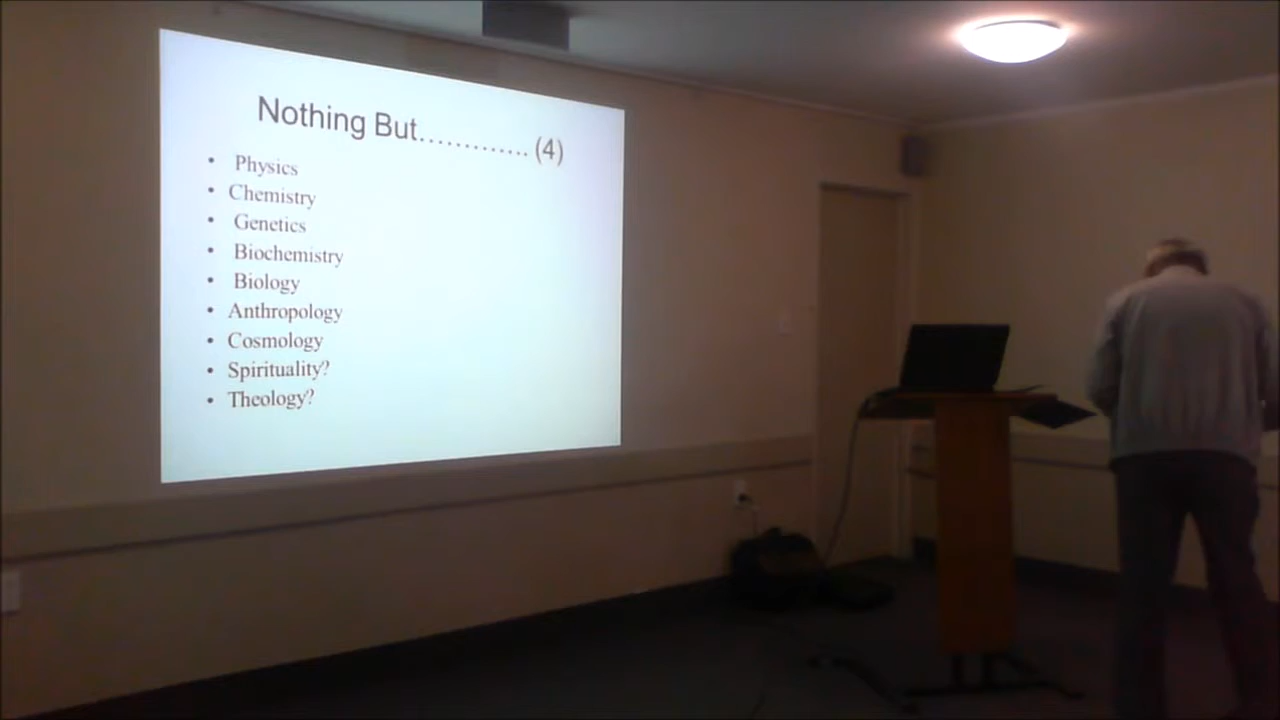 Nothing But............. (4)
• Physics
• Chemistry
• Genetics
• Biochemistry
• Biology
• Anthropology
• Cosmology
• Spirituality?
• Theology?